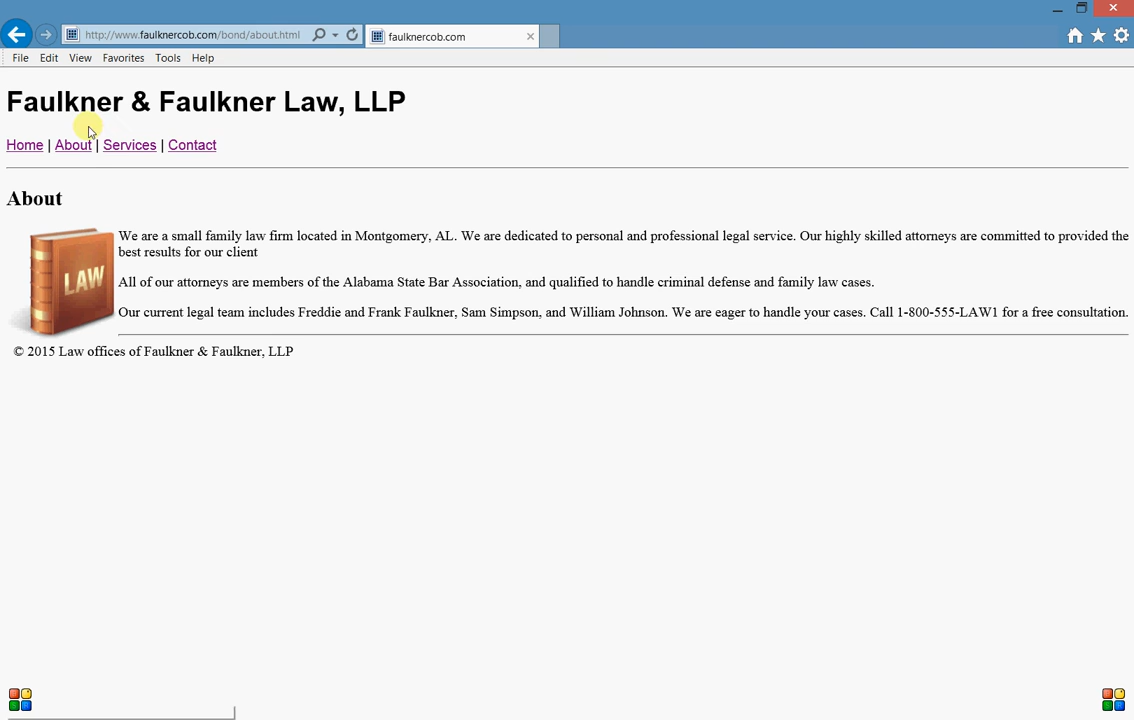 http://www.faulknercob.com/bond/about.html
faulknercob.com
File Edit View Favorites Tools Help
Faulkner & Faulkner Law, LLP
Home | About | Services | Contact
About
LAW
We are a small family law firm located in Montgomery, AL. We are dedicated to personal and professional legal service. Our highly skilled attorneys are committed to provided the
best results for our client
All of our attorneys are members of the Alabama State Bar Association, and qualified to handle criminal defense and family law cases.
Our current legal team includes Freddie and Frank Faulkner, Sam Simpson, and William Johnson. We are eager to handle your cases. Call 1-800-555-LAW1 for a free consultation.
© 2015 Law offices of Faulkner & Faulkner, LLP